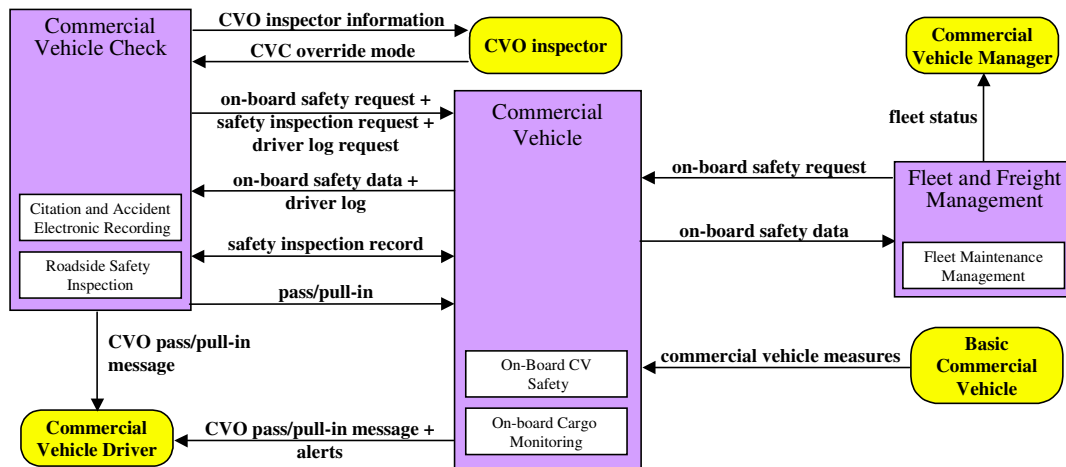 Commercial
Vehicle Check
CVO inspector information
CVC override mode
CVO inspector
Commercial
Vehicle Manager
on-board safety request +
safety inspection request +
driver log request
Commercial
Vehicle
fleet status
on-board safety request
Fleet and Freight
Management
on-board safety data +
driver log
Citation and Accident
Electronic Recording
on-board safety data
safety inspection record
Fleet Maintenance
Management
Roadside Safety
Inspection
pass/pull-in
CVO pass/pull-in
message
On-Board CV
Safety
commercial vehicle measures
Basic
Commercial
Vehicle
Commercial
Vehicle Driver
CVO pass/pull-in message +
alerts
On-board Cargo
Monitoring